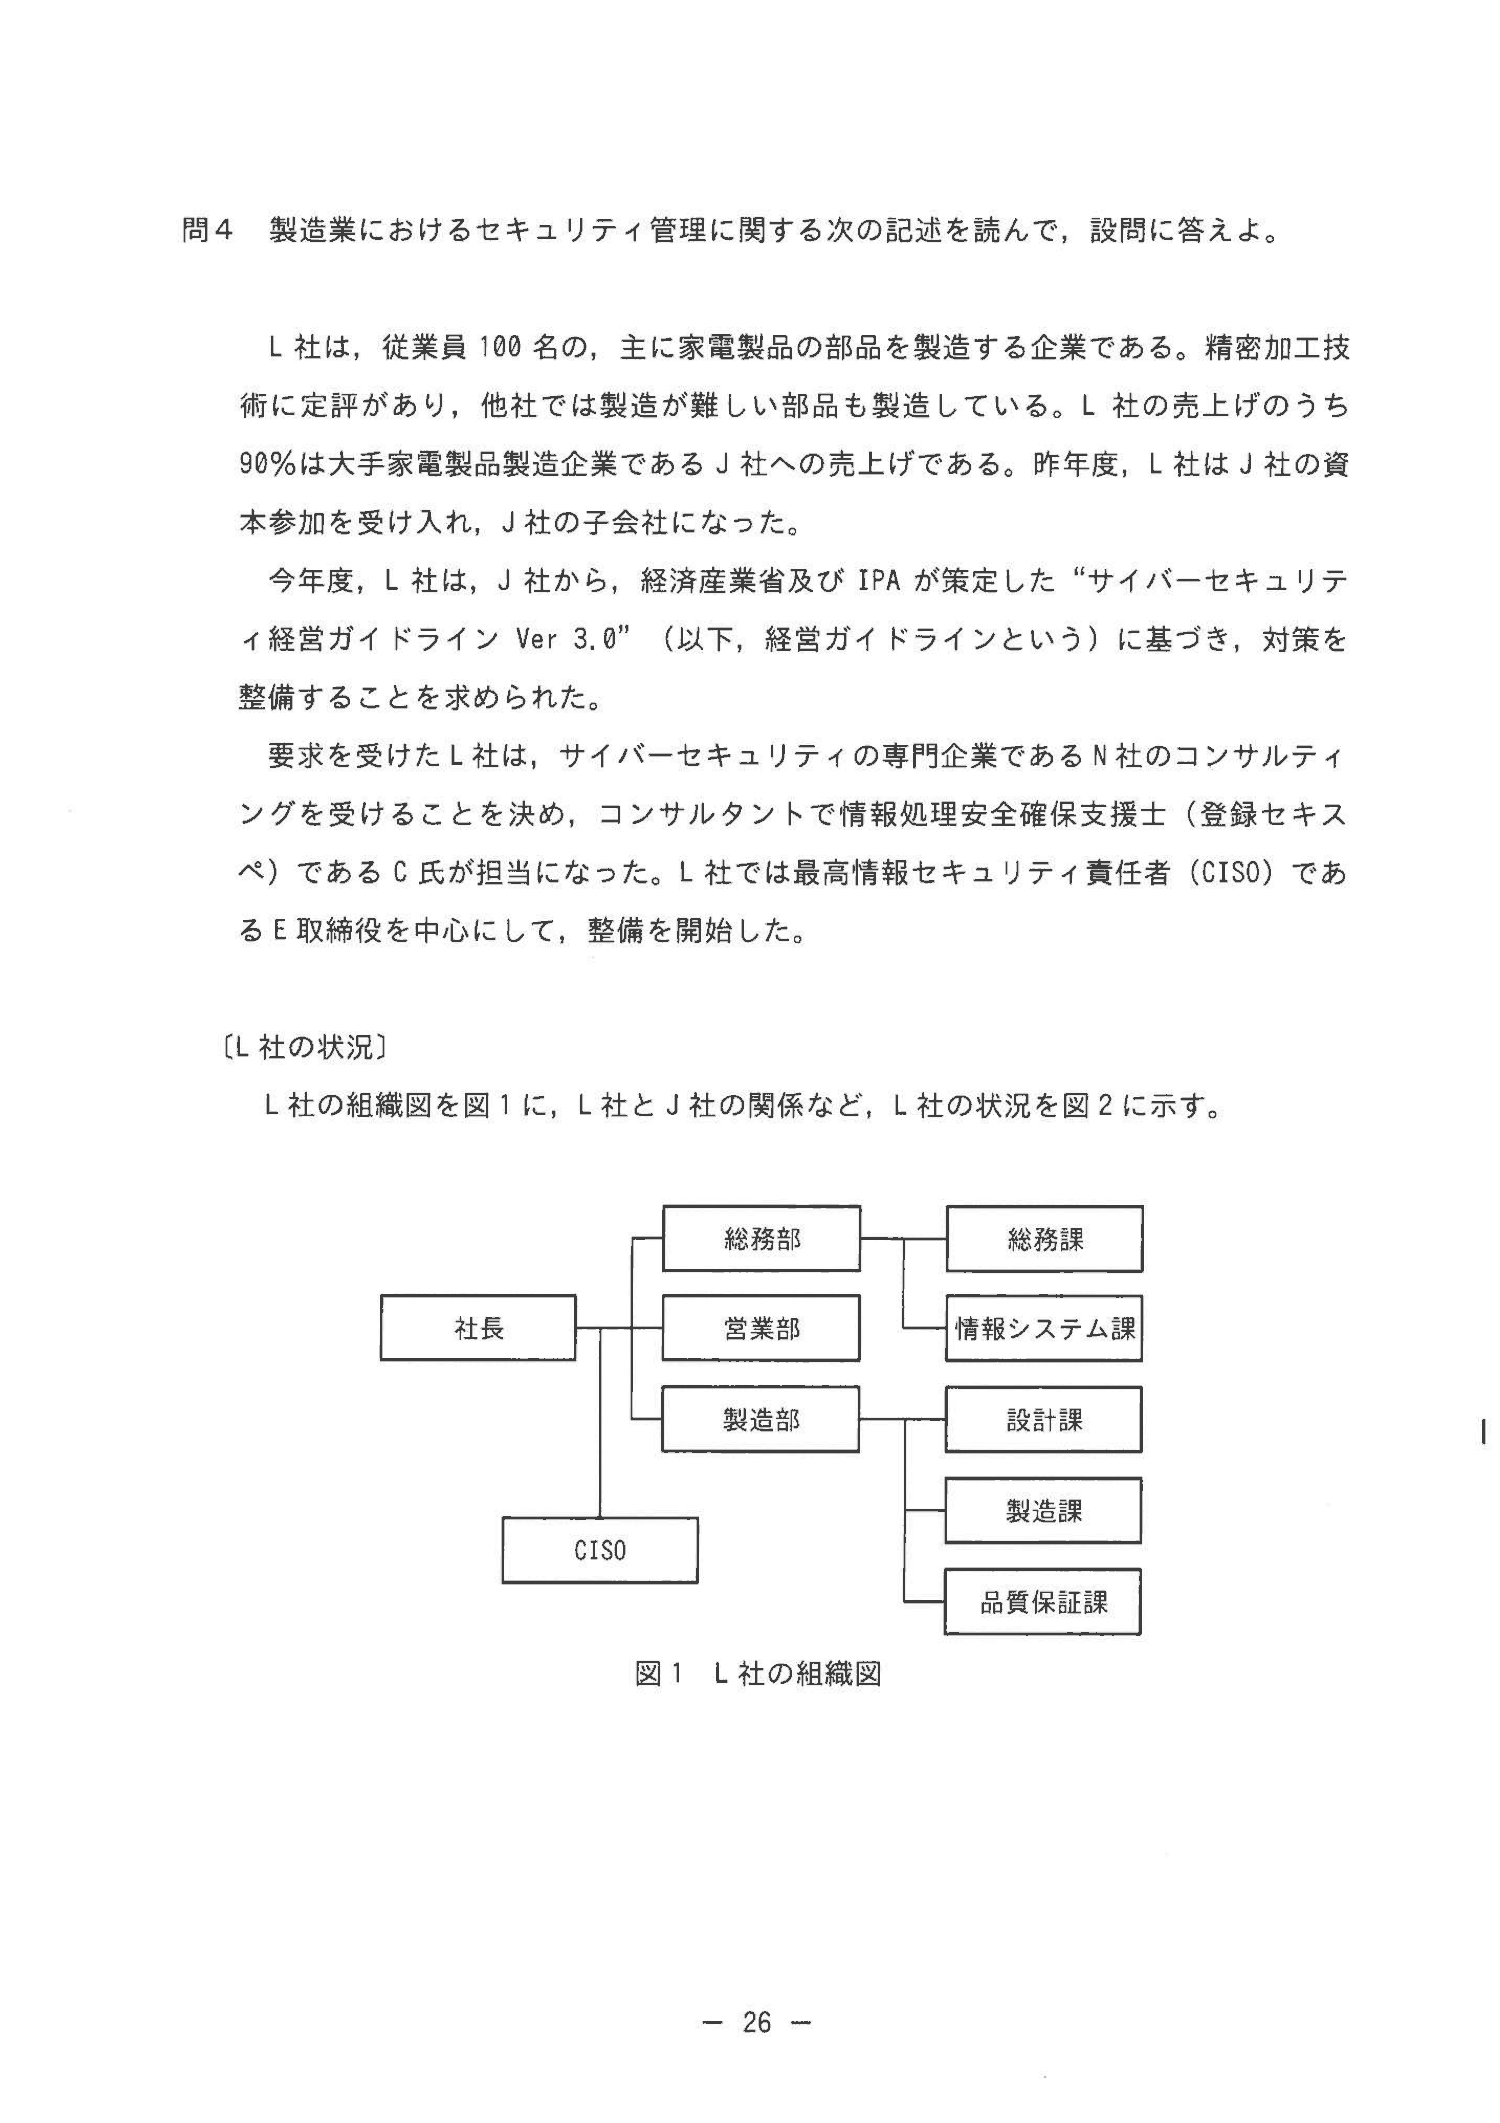 問4　製造業におけるセキュリティ管理に関する次の記述を読んで，設問に答えよ。
L社は，従業員100名の，主に家電製品の部品を製造する企業である。精密加工技
術に定評があり，他社では製造が難しい部品も製造している。L社の売上げのうち
90％は大手家電製品製造企業であるJ社への売上げである。昨年度，L社はJ社の資
本参加を受け入れ，J社の子会社になった。
今年度，L社は，J社から，経済産業省及びIPAが策定した“サイバーセキュリテ
ィ経営ガイドライン Ver 3.0”（以下，経営ガイドラインという）に基づき，対策を
整備することを求められた。
要求を受けたL社は，サイバーセキュリティの専門企業であるN社のコンサルティ
ングを受けることを決め，コンサルタントで情報処理安全確保支援士（登録セキス
ペ）であるC氏が担当になった。L社では最高情報セキュリティ責任者（CISO）であ
るE取締役を中心にして，整備を開始した。
〔L社の状況〕
L社の組織図を図1に，L社とJ社の関係など，L社の状況を図2に示す。
総務部
総務課
社長
営業部
情報システム課
製造部
設計課
製造課
CISO
品質保証課
図1　L社の組織図
－ 26 －